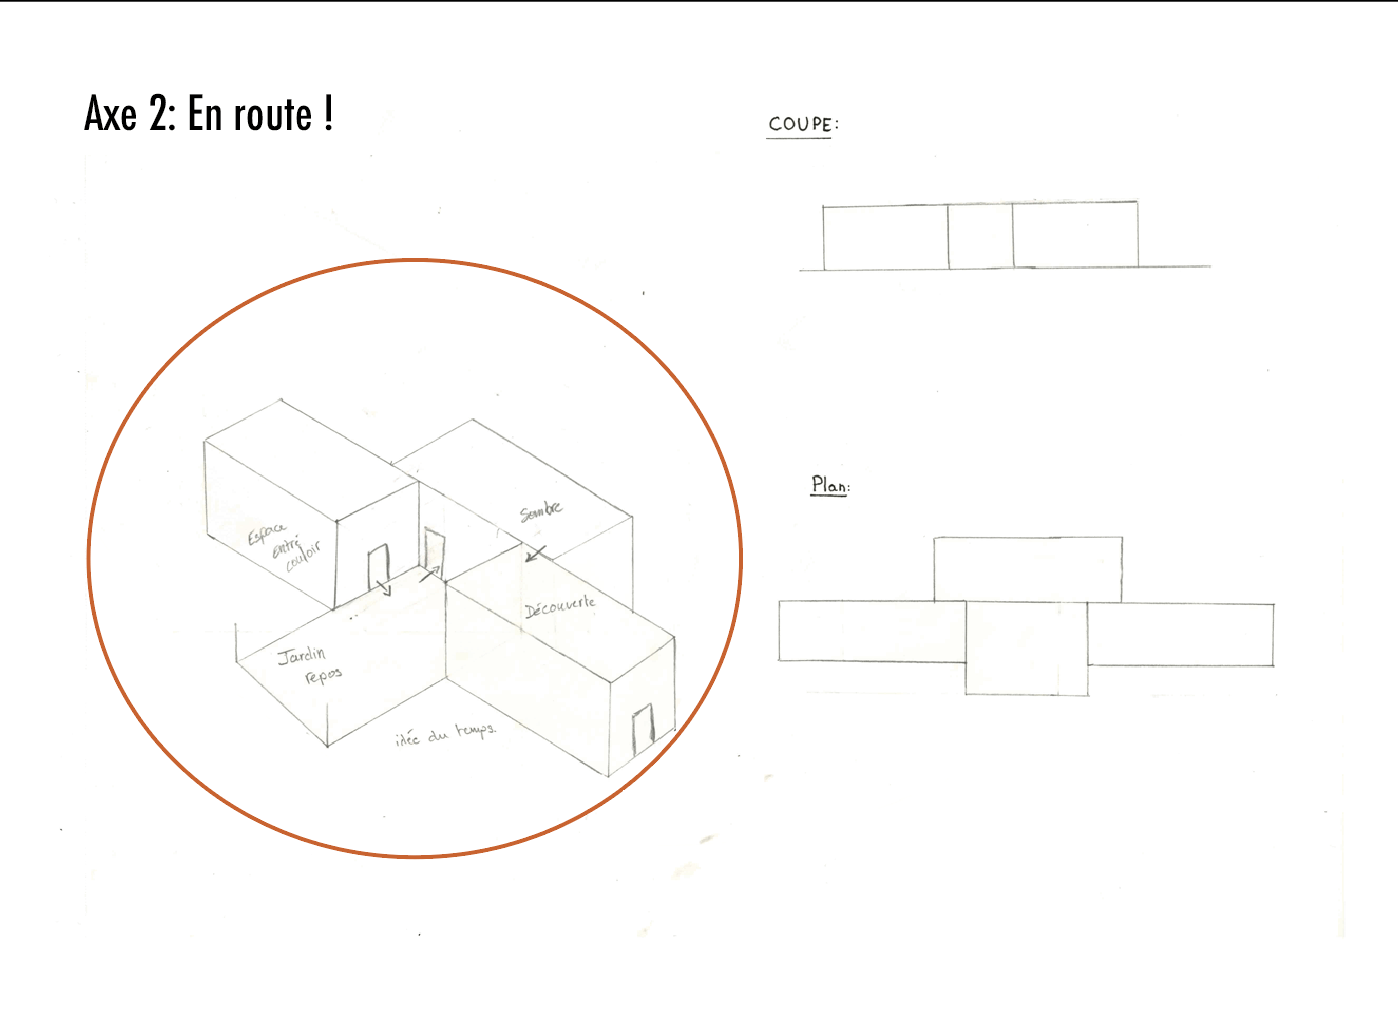 Axe 2: En route !
COUPE:
Plan:
Sombre
Espace
entré
couloir
Découverte
Jardin
repos
idée du temps.